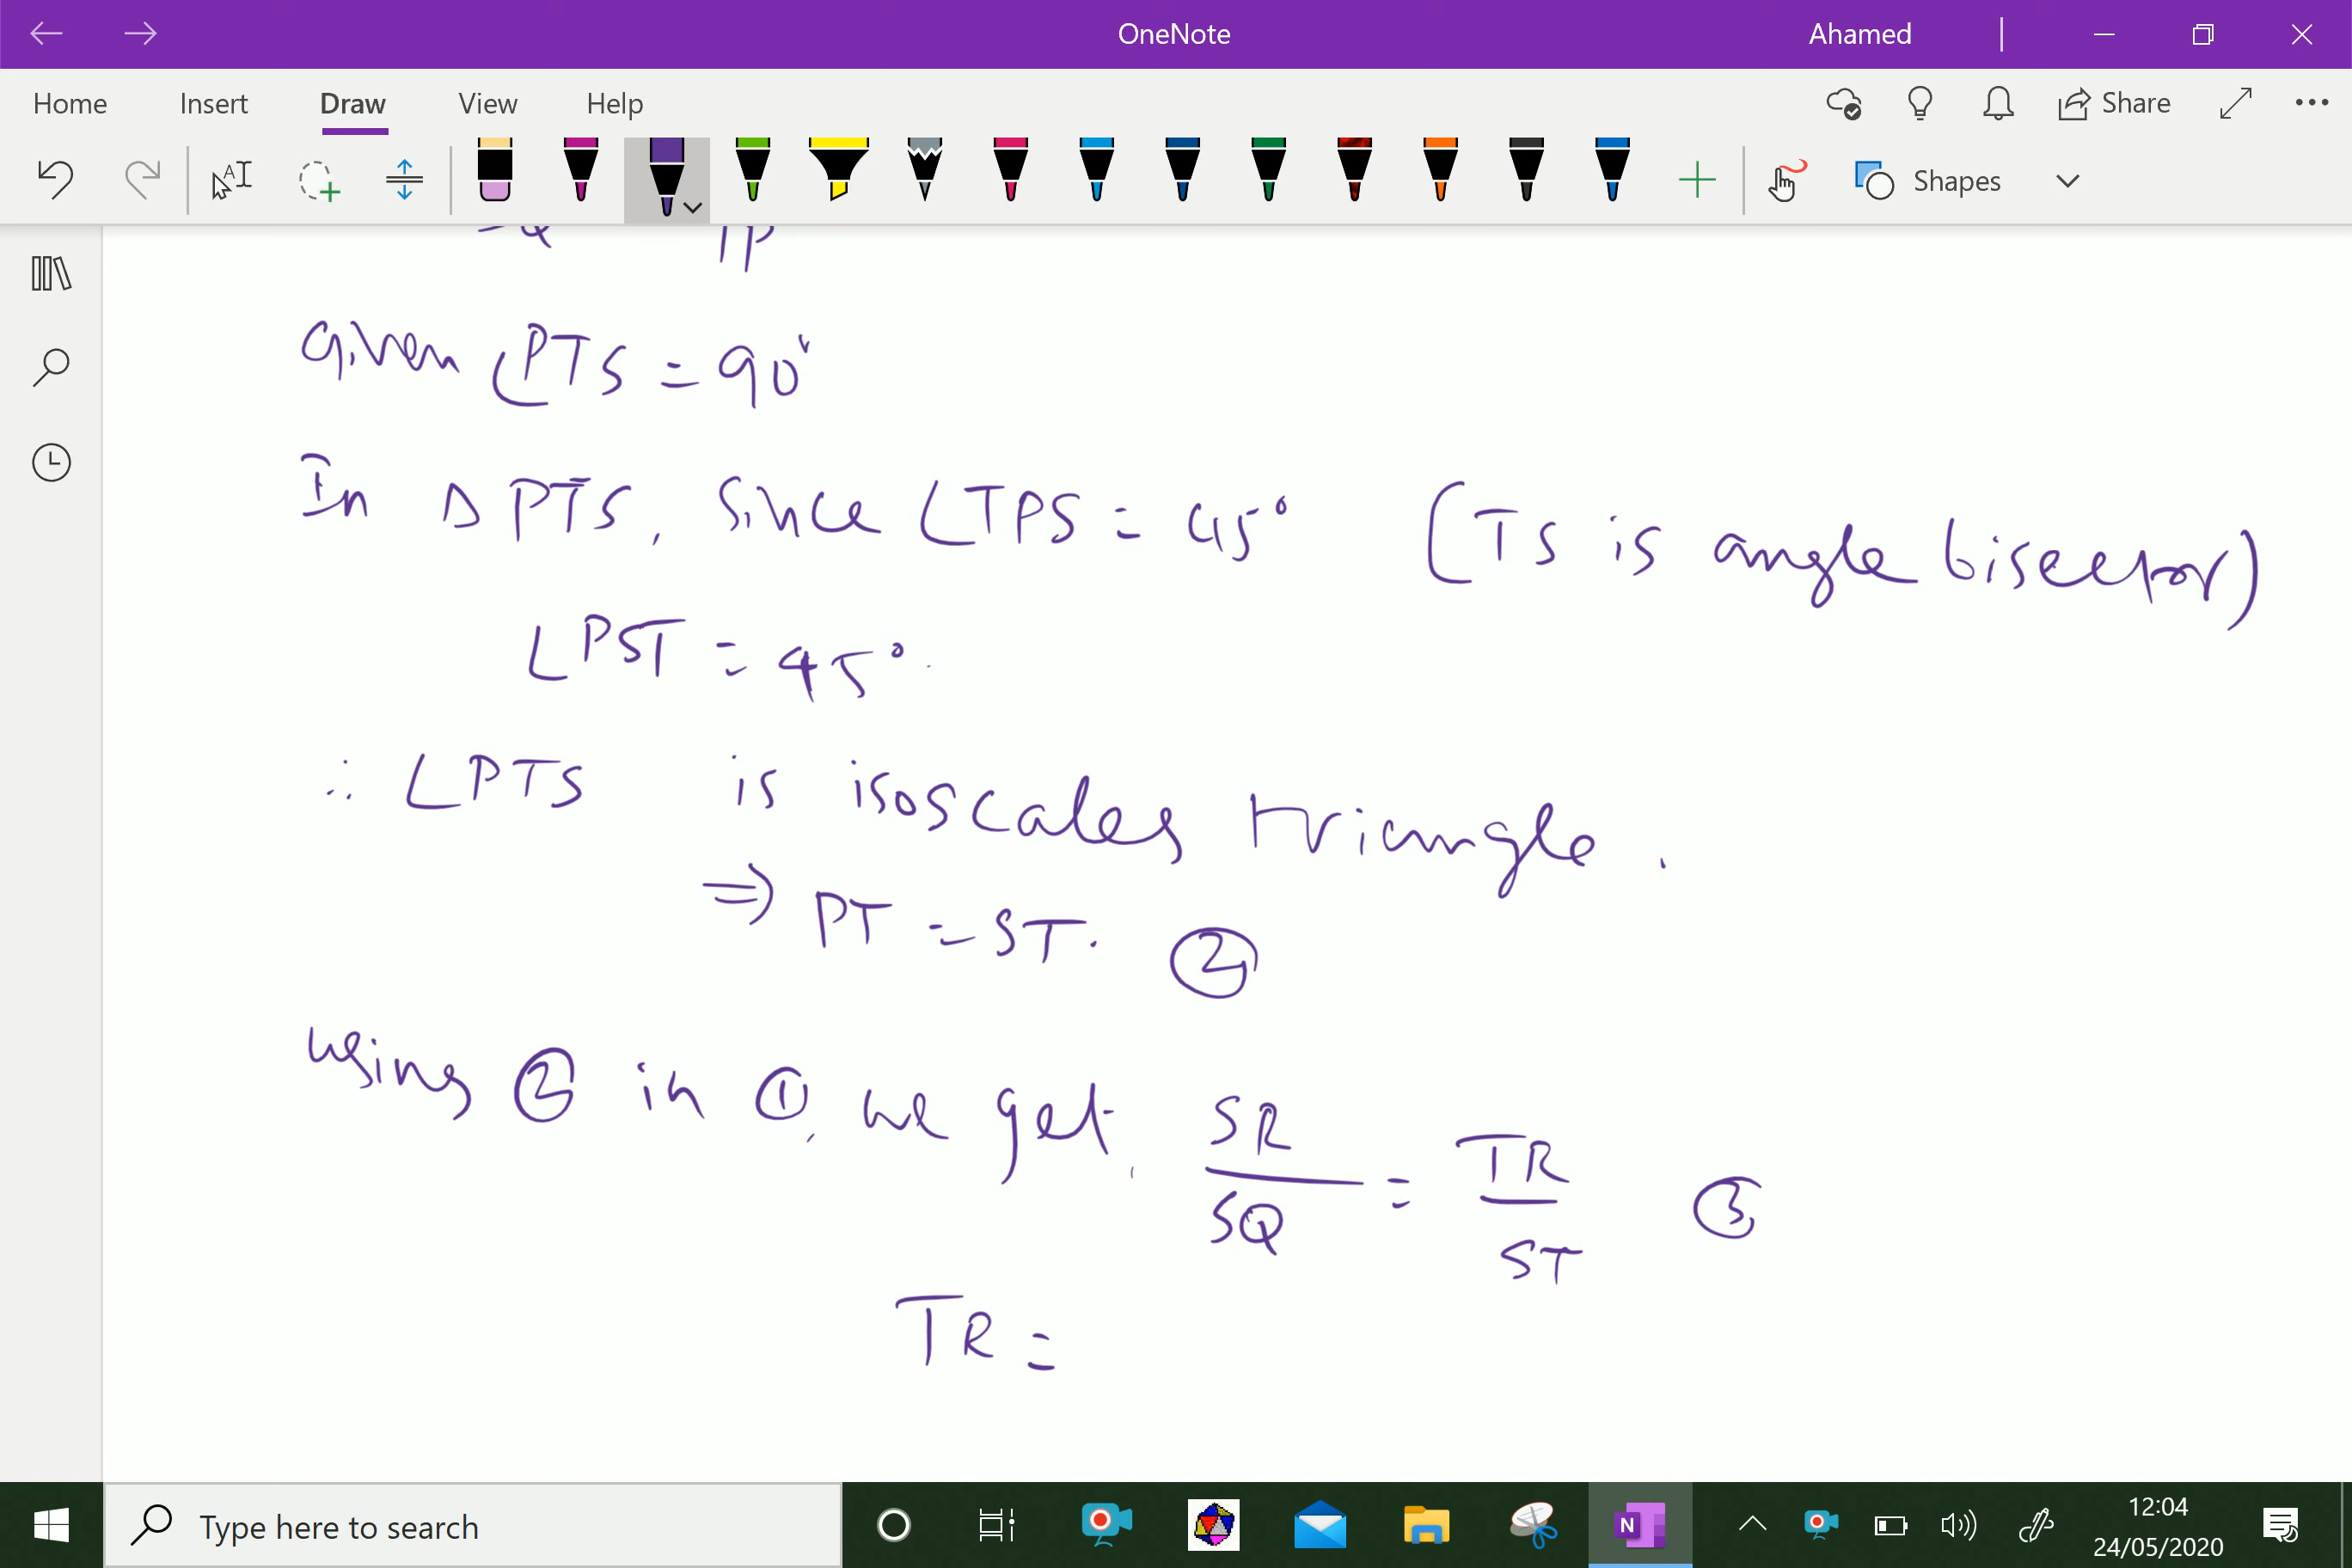 OneNote
Ahamed
Home Insert Draw View Help
Share
Shapes
Given ∠PTS = 90°
In Δ PTS, Since ∠TPS = 45° (TS is angle bisector)
∠PST = 45°.
∴ ∠PTS is isoscales triangle.
⇒ PT = ST. ②
using ② in ①, we get, SR/SQ = TR/ST ③
TR =
Type here to search
N
12:04
24/05/2020